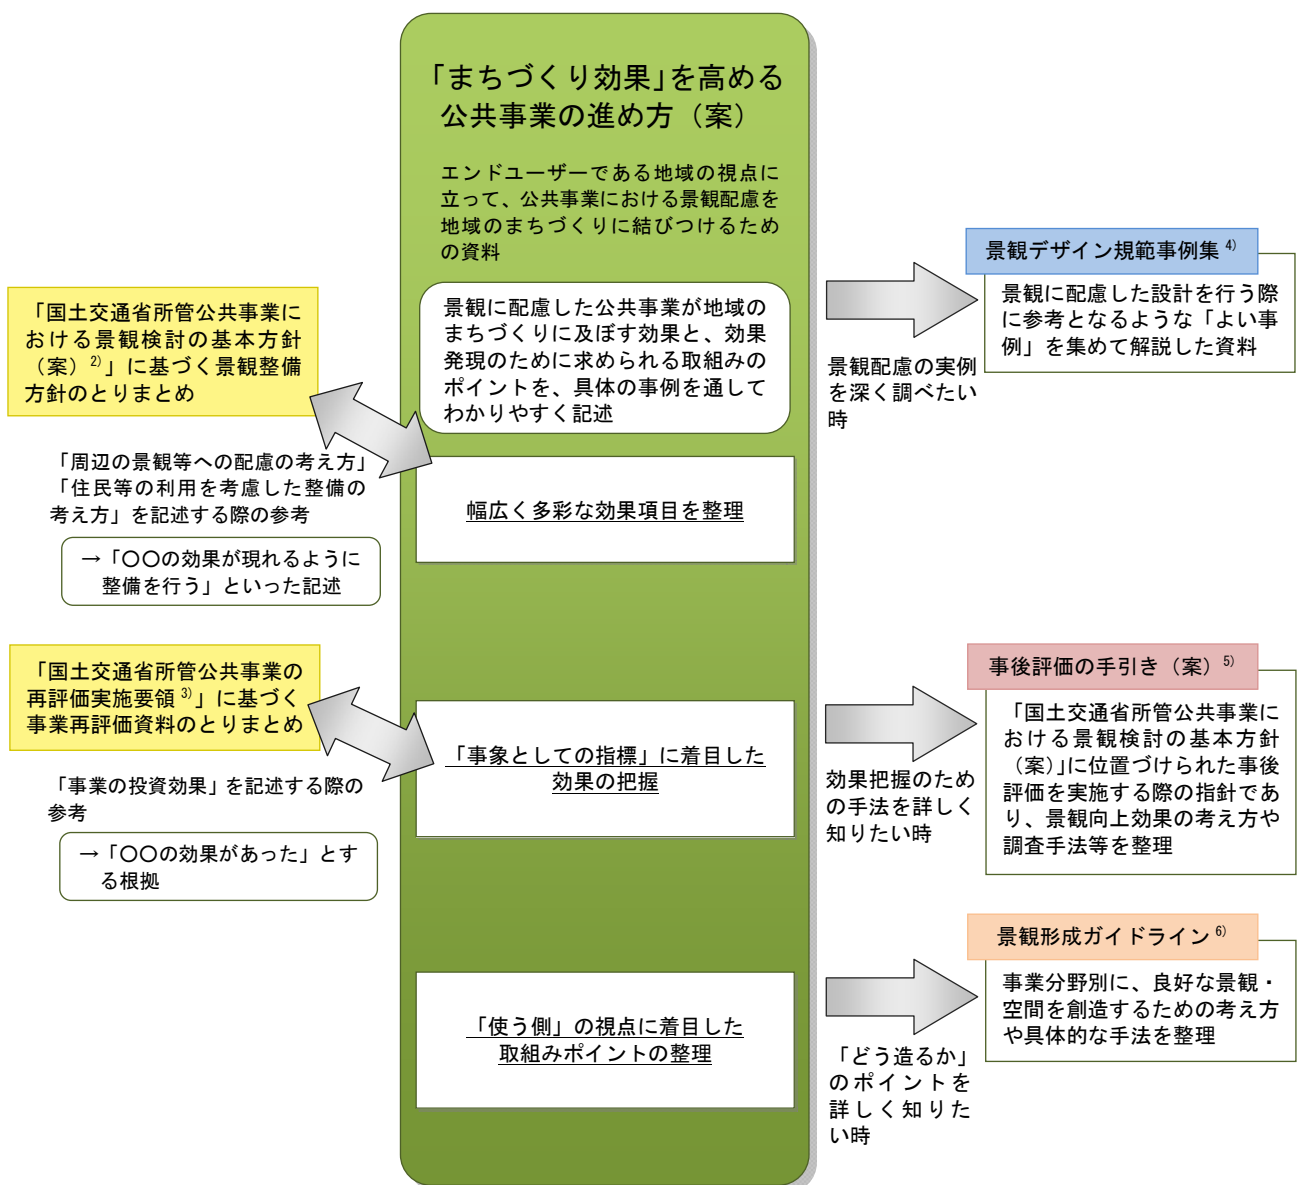 「まちづくり効果」を高める
公共事業の進め方（案）
エンドユーザーである地域の視点に
立って、公共事業における景観配慮を
地域のまちづくりに結びつけるため
の資料
景観に配慮した公共事業が地域の
まちづくりに及ぼす効果と、効果
発現のために求められる取組みの
ポイントを、具体の事例を通して
わかりやすく記述
幅広く多彩な効果項目を整理
「事象としての指標」に着目した
効果の把握
「使う側」の視点に着目した
取組みポイントの整理
「国土交通省所管公共事業に
おける景観検討の基本方針
（案）2)」に基づく景観整備
方針のとりまとめ
「周辺の景観等への配慮の考え方」
「住民等の利用を考慮した整備の
考え方」を記述する際の参考
→「〇〇の効果が現れるように
整備を行う」といった記述
「国土交通省所管公共事業の
再評価実施要領3)」に基づく
事業再評価資料のとりまとめ
「事業の投資効果」を記述する際の
参考
→「〇〇の効果があった」とす
る根拠
景観配慮の実例
を深く調べたい
時
景観デザイン規範事例集4)
景観に配慮した設計を行う際
に参考となるような「よい事
例」を集めて解説した資料
効果把握のため
の手法を詳しく
知りたい時
事後評価の手引き（案）5)
「国土交通省所管公共事業に
おける景観検討の基本方針
（案）」に位置づけられた事後
評価を実施する際の指針であ
り、景観向上効果の考え方や
調査手法等を整理
「どう造るか」
のポイントを
詳しく知りた
い時
景観形成ガイドライン6)
事業分野別に、良好な景観・
空間を創造するための考え方
や具体的な手法を整理